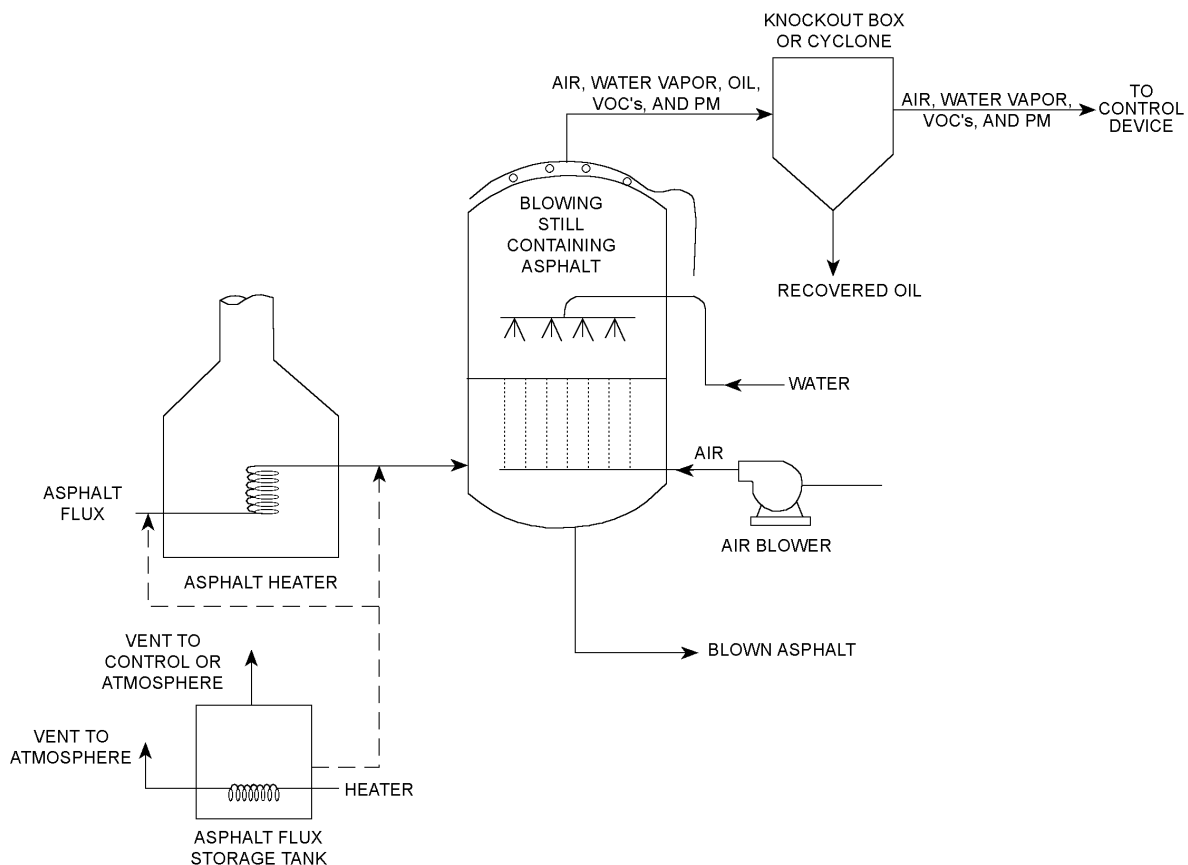 KNOCKOUT BOX
OR CYCLONE
AIR, WATER VAPOR, OIL,
VOC's, AND PM
AIR, WATER VAPOR,
VOC's, AND PM
TO
CONTROL
DEVICE
BLOWING
STILL
CONTAINING
ASPHALT
RECOVERED OIL
WATER
AIR
ASPHALT
FLUX
AIR BLOWER
ASPHALT HEATER
VENT TO
CONTROL OR
ATMOSPHERE
BLOWN ASPHALT
VENT TO
ATMOSPHERE
HEATER
ASPHALT FLUX
STORAGE TANK